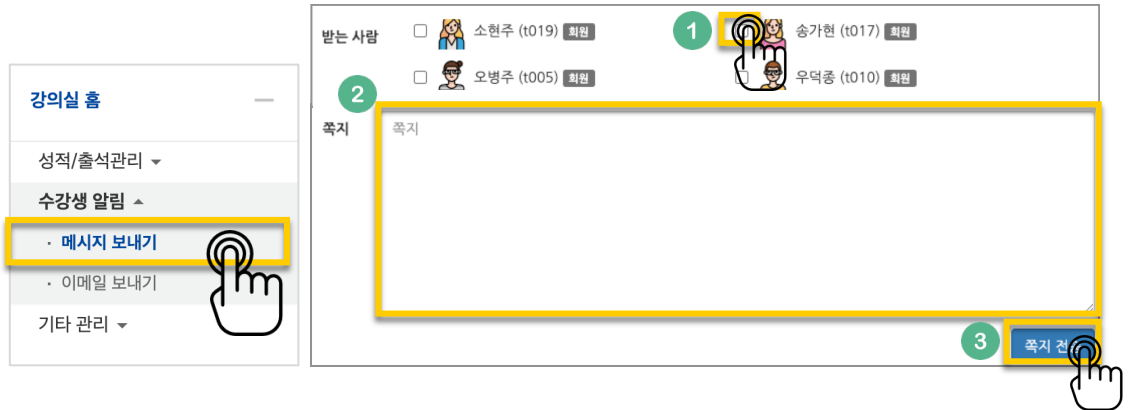 강의실 홈
성적/출석관리
수강생 알림
· 메시지 보내기
· 이메일 보내기
기타 관리
받는 사람
소현주 (t019) 회원
1
송가현 (t017) 회원
오병주 (t005) 회원
우덕종 (t010) 회원
2
쪽지
쪽지
3
쪽지